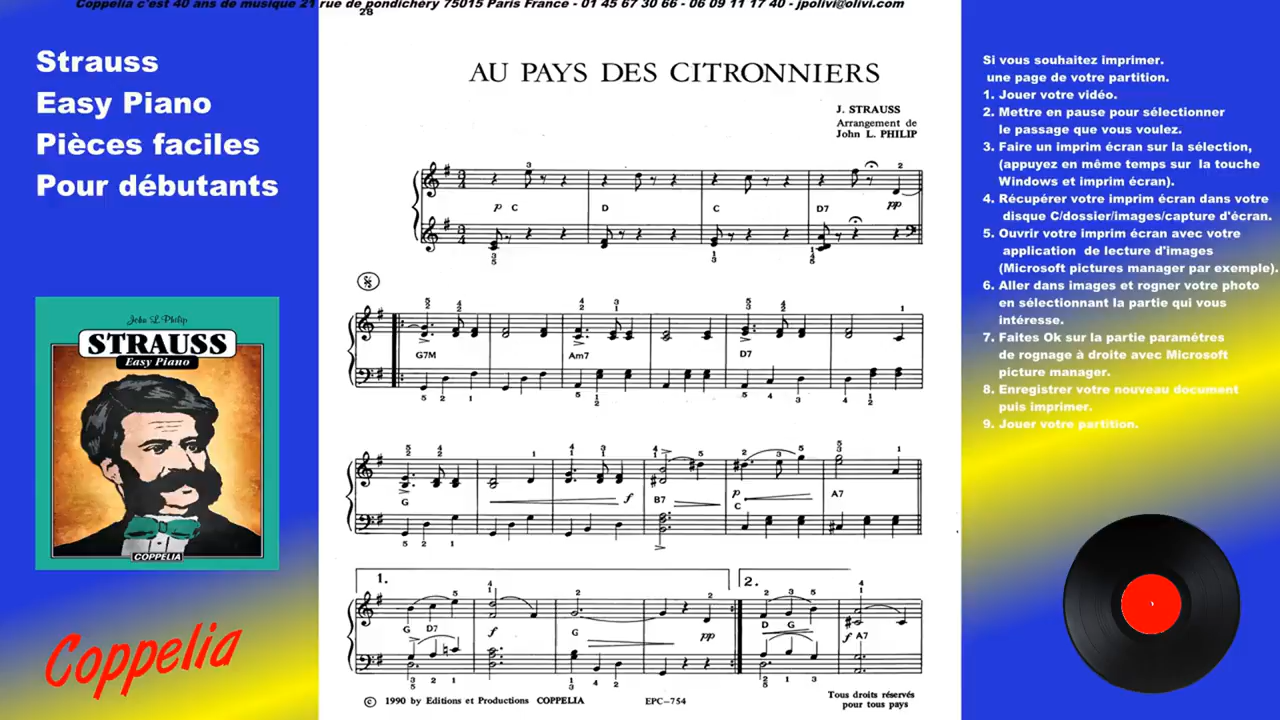 Coppelia c'est 40 ans de musique 21 rue de pondichéry 75015 Paris France - 01 45 67 30 66 - 06 09 11 17 40 - jpolivi@olivi.com
Strauss
Easy Piano
Pièces faciles
Pour débutants
John L. Philip
STRAUSS
Easy Piano
COPPELIA
Coppelia
28
AU PAYS DES CITRONNIERS
J. STRAUSS
Arrangement de
John L. PHILIP
p C D C D7 pp
G7M Am7 D7
G f B7 p C A7
1. 2.
G D7 f G pp D G f A7
© 1990 by Editions et Productions COPPELIA EPC-754
Tous droits réservés
pour tous pays
Si vous souhaitez imprimer.
une page de votre partition.
1. Jouer votre vidéo.
2. Mettre en pause pour sélectionner
le passage que vous voulez.
3. Faire un imprim écran sur la sélection,
(appuyez en même temps sur la touche
Windows et imprim écran).
4. Récupérer votre imprim écran dans votre
disque C/dossier/images/capture d'écran.
5. Ouvrir votre imprim écran avec votre
application de lecture d'images
(Microsoft pictures manager par exemple).
6. Aller dans images et rogner votre photo
en sélectionnant la partie qui vous
intéresse.
7. Faites Ok sur la partie paramétres
de rognage à droite avec Microsoft
picture manager.
8. Enregistrer votre nouveau document
puis imprimer.
9. Jouer votre partition.